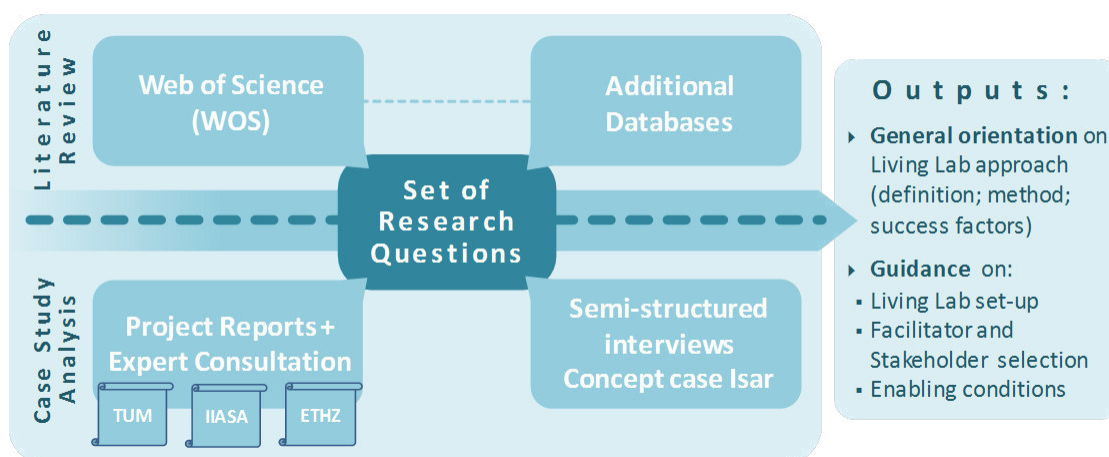 Literature
Review
Web of Science
(WOS)
Additional
Databases
Set of
Research
Questions
Case Study
Analysis
Project Reports +
Expert Consultation
TUM
IIASA
ETHZ
Semi-structured
interviews
Concept case Isar
Outputs:
General orientation on
Living Lab approach
(definition; method;
success factors)
Guidance on:
▪ Living Lab set-up
▪ Facilitator and
Stakeholder selection
▪ Enabling conditions